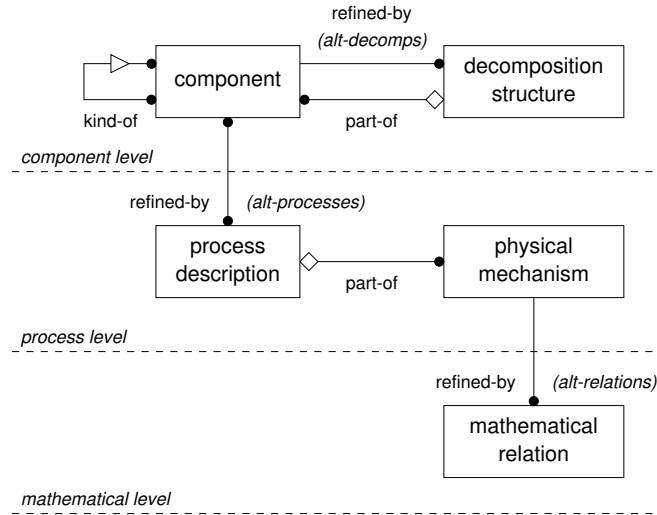 refined-by
(alt-decomps)
component
decomposition
structure
kind-of
part-of
component level
refined-by
(alt-processes)
process
description
physical
mechanism
part-of
process level
refined-by
(alt-relations)
mathematical
relation
mathematical level